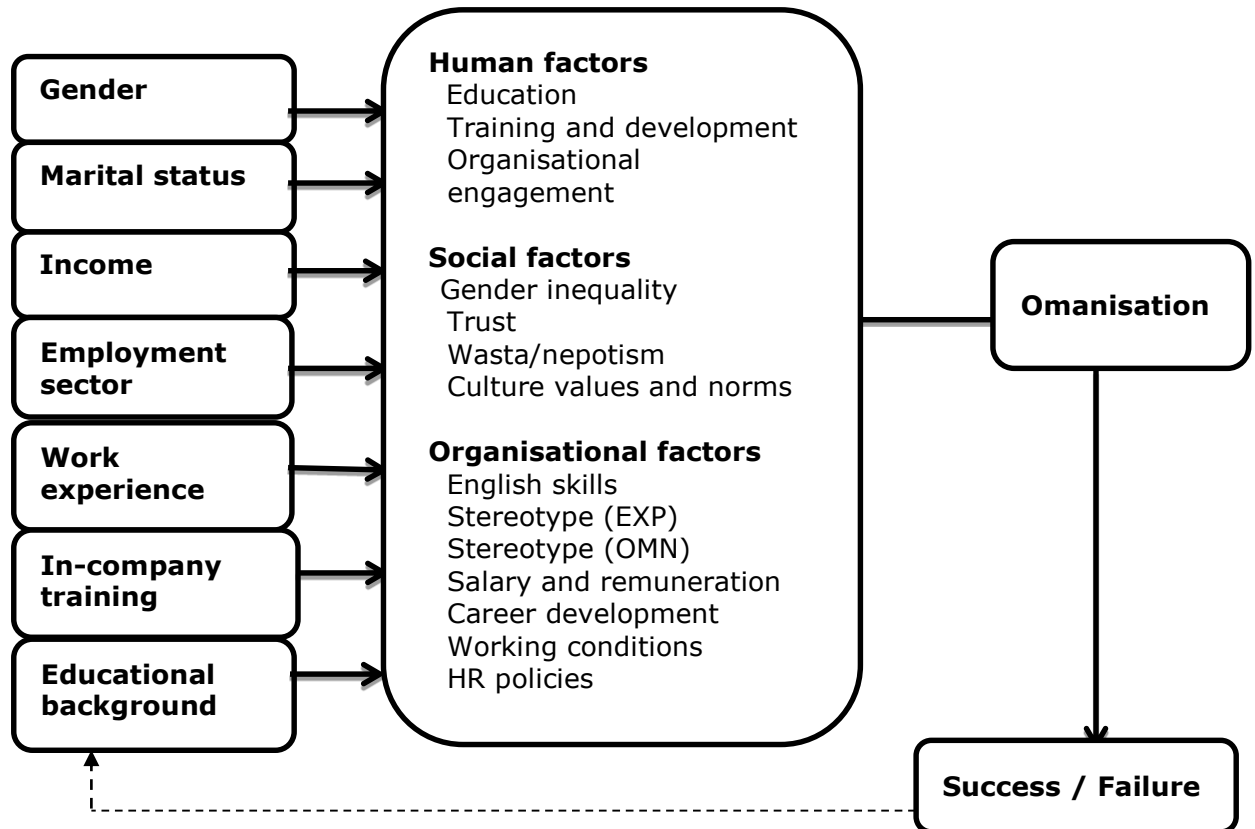 Gender
Marital status
Income
Employment
sector
Work
experience
In-company
training
Educational
background
Human factors
Education
Training and development
Organisational
engagement
Social factors
Gender inequality
Trust
Wasta/nepotism
Culture values and norms
Organisational factors
English skills
Stereotype (EXP)
Stereotype (OMN)
Salary and remuneration
Career development
Working conditions
HR policies
Omanisation
Success / Failure